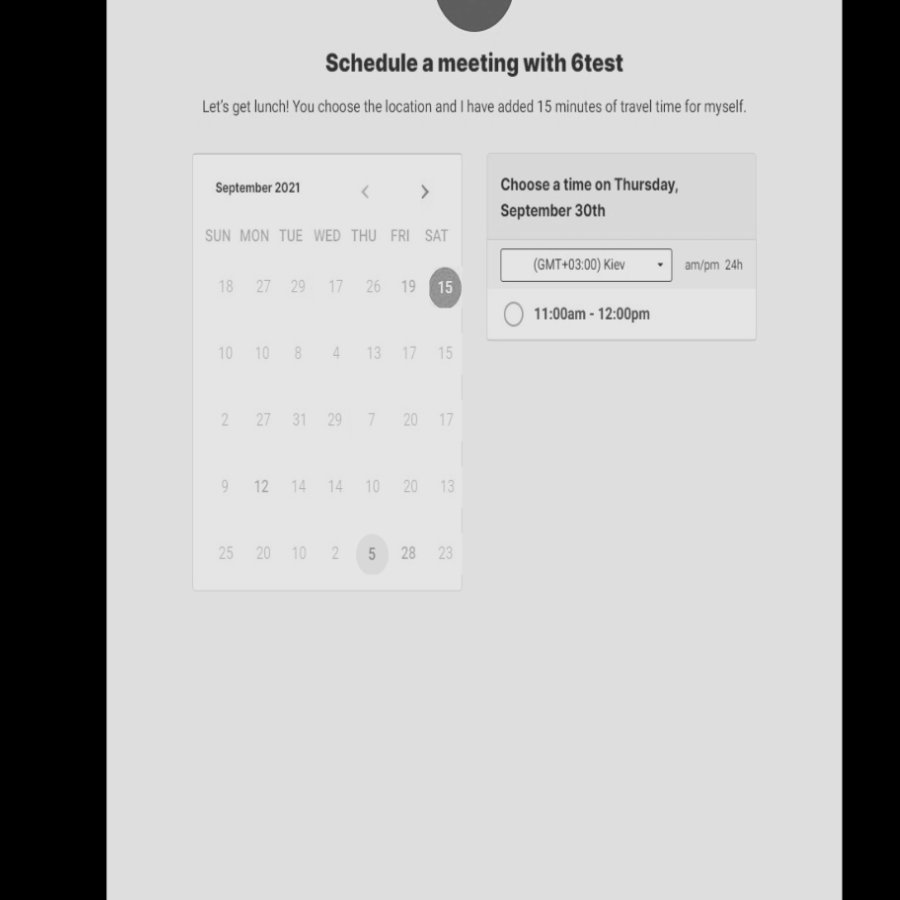 Schedule a meeting with 6test
Let's get lunch! You choose the location and I have added 15 minutes of travel time for myself.
September 2021
SUN MON TUE WED THU FRI SAT
18 27 29 17 26 19 15
10 10 8 4 13 17 15
2 27 31 29 7 20 17
9 12 14 14 10 20 13
25 20 10 2 5 28 23
Choose a time on Thursday,
September 30th
(GMT+03:00) Kiev am/pm 24h
11:00am - 12:00pm